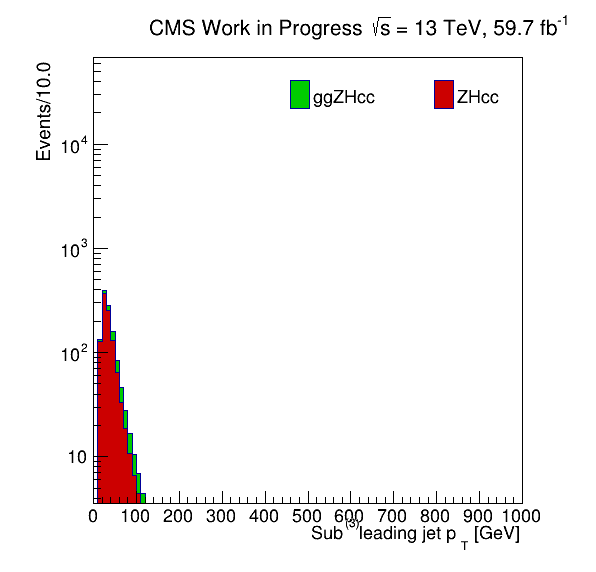 CMS Work in Progress √s = 13 TeV, 59.7 fb⁻¹
Events/10.0
ggZHcc
ZHcc
10⁴
10³
10²
10
0 100 200 300 400 500 600 700 800 900 1000
Sub⁽³⁾leading jet p_T [GeV]